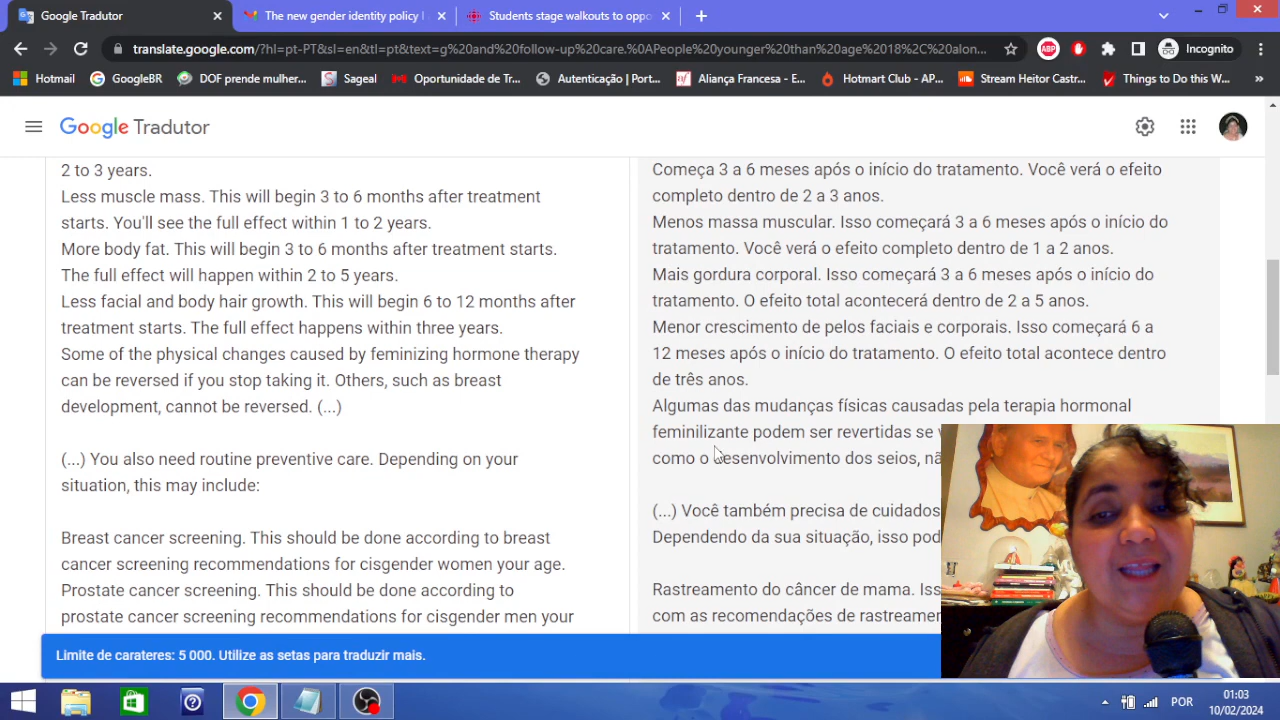 Google Tradutor
The new gender identity policy l
Students stage walkouts to oppo
translate.google.com/?hl=pt-PT&sl=en&tl=pt&text=g%20and%20follow-up%20care.%0APeople%20younger%20than%20age%2018%2C%20alon...
ABP
Incognito
Hotmail
GoogleBR
DOF prende mulher...
Sageal
Oportunidade de Tr...
Autenticação | Port...
Aliança Francesa - E...
Hotmart Club - AP...
Stream Heitor Castr...
Things to Do this W...
»
Google Tradutor
2 to 3 years.
Less muscle mass. This will begin 3 to 6 months after treatment
starts. You'll see the full effect within 1 to 2 years.
More body fat. This will begin 3 to 6 months after treatment starts.
The full effect will happen within 2 to 5 years.
Less facial and body hair growth. This will begin 6 to 12 months after
treatment starts. The full effect happens within three years.
Some of the physical changes caused by feminizing hormone therapy
can be reversed if you stop taking it. Others, such as breast
development, cannot be reversed. (...)
(...) You also need routine preventive care. Depending on your
situation, this may include:
Breast cancer screening. This should be done according to breast
cancer screening recommendations for cisgender women your age.
Prostate cancer screening. This should be done according to
prostate cancer screening recommendations for cisgender men your
Começa 3 a 6 meses após o início do tratamento. Você verá o efeito
completo dentro de 2 a 3 anos.
Menos massa muscular. Isso começará 3 a 6 meses após o início do
tratamento. Você verá o efeito completo dentro de 1 a 2 anos.
Mais gordura corporal. Isso começará 3 a 6 meses após o início do
tratamento. O efeito total acontecerá dentro de 2 a 5 anos.
Menor crescimento de pelos faciais e corporais. Isso começará 6 a
12 meses após o início do tratamento. O efeito total acontece dentro
de três anos.
Algumas das mudanças físicas causadas pela terapia hormonal
feminilizante podem ser revertidas se v
como o desenvolvimento dos seios, nã
(...) Você também precisa de cuidados
Dependendo da sua situação, isso pod
Rastreamento do câncer de mama. Iss
com as recomendações de rastreamer
Limite de carateres: 5 000. Utilize as setas para traduzir mais.
POR
01:03
10/02/2024